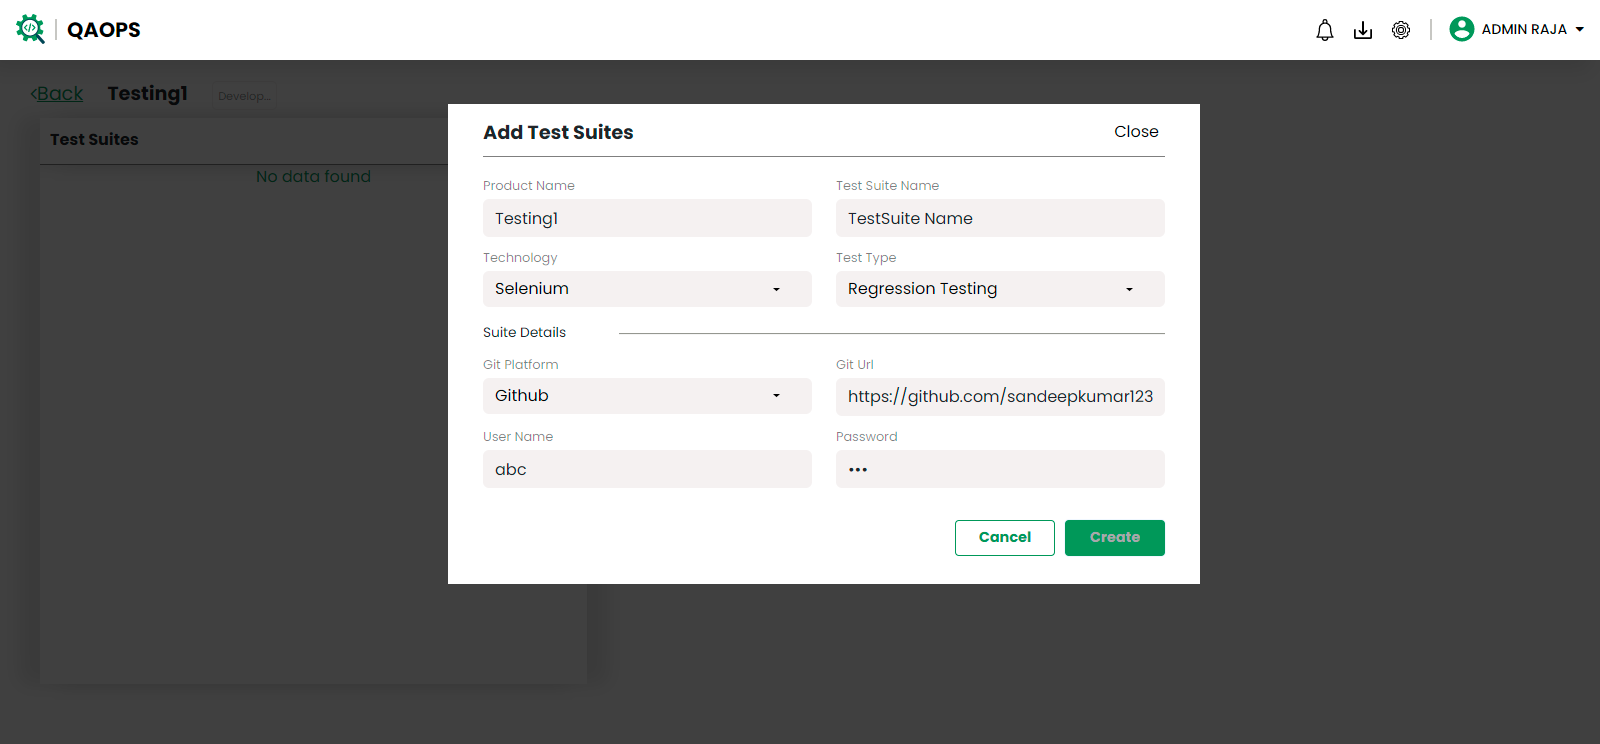 QAOPS
ADMIN RAJA
<Back Testing1 Develop...
Test Suites
No data found
Add Test Suites
Close
Product Name
Test Suite Name
Testing1
TestSuite Name
Technology
Test Type
Selenium
Regression Testing
Suite Details
Git Platform
Git Url
Github
https://github.com/sandeepkumar123
User Name
Password
abc
•••
Cancel
Create